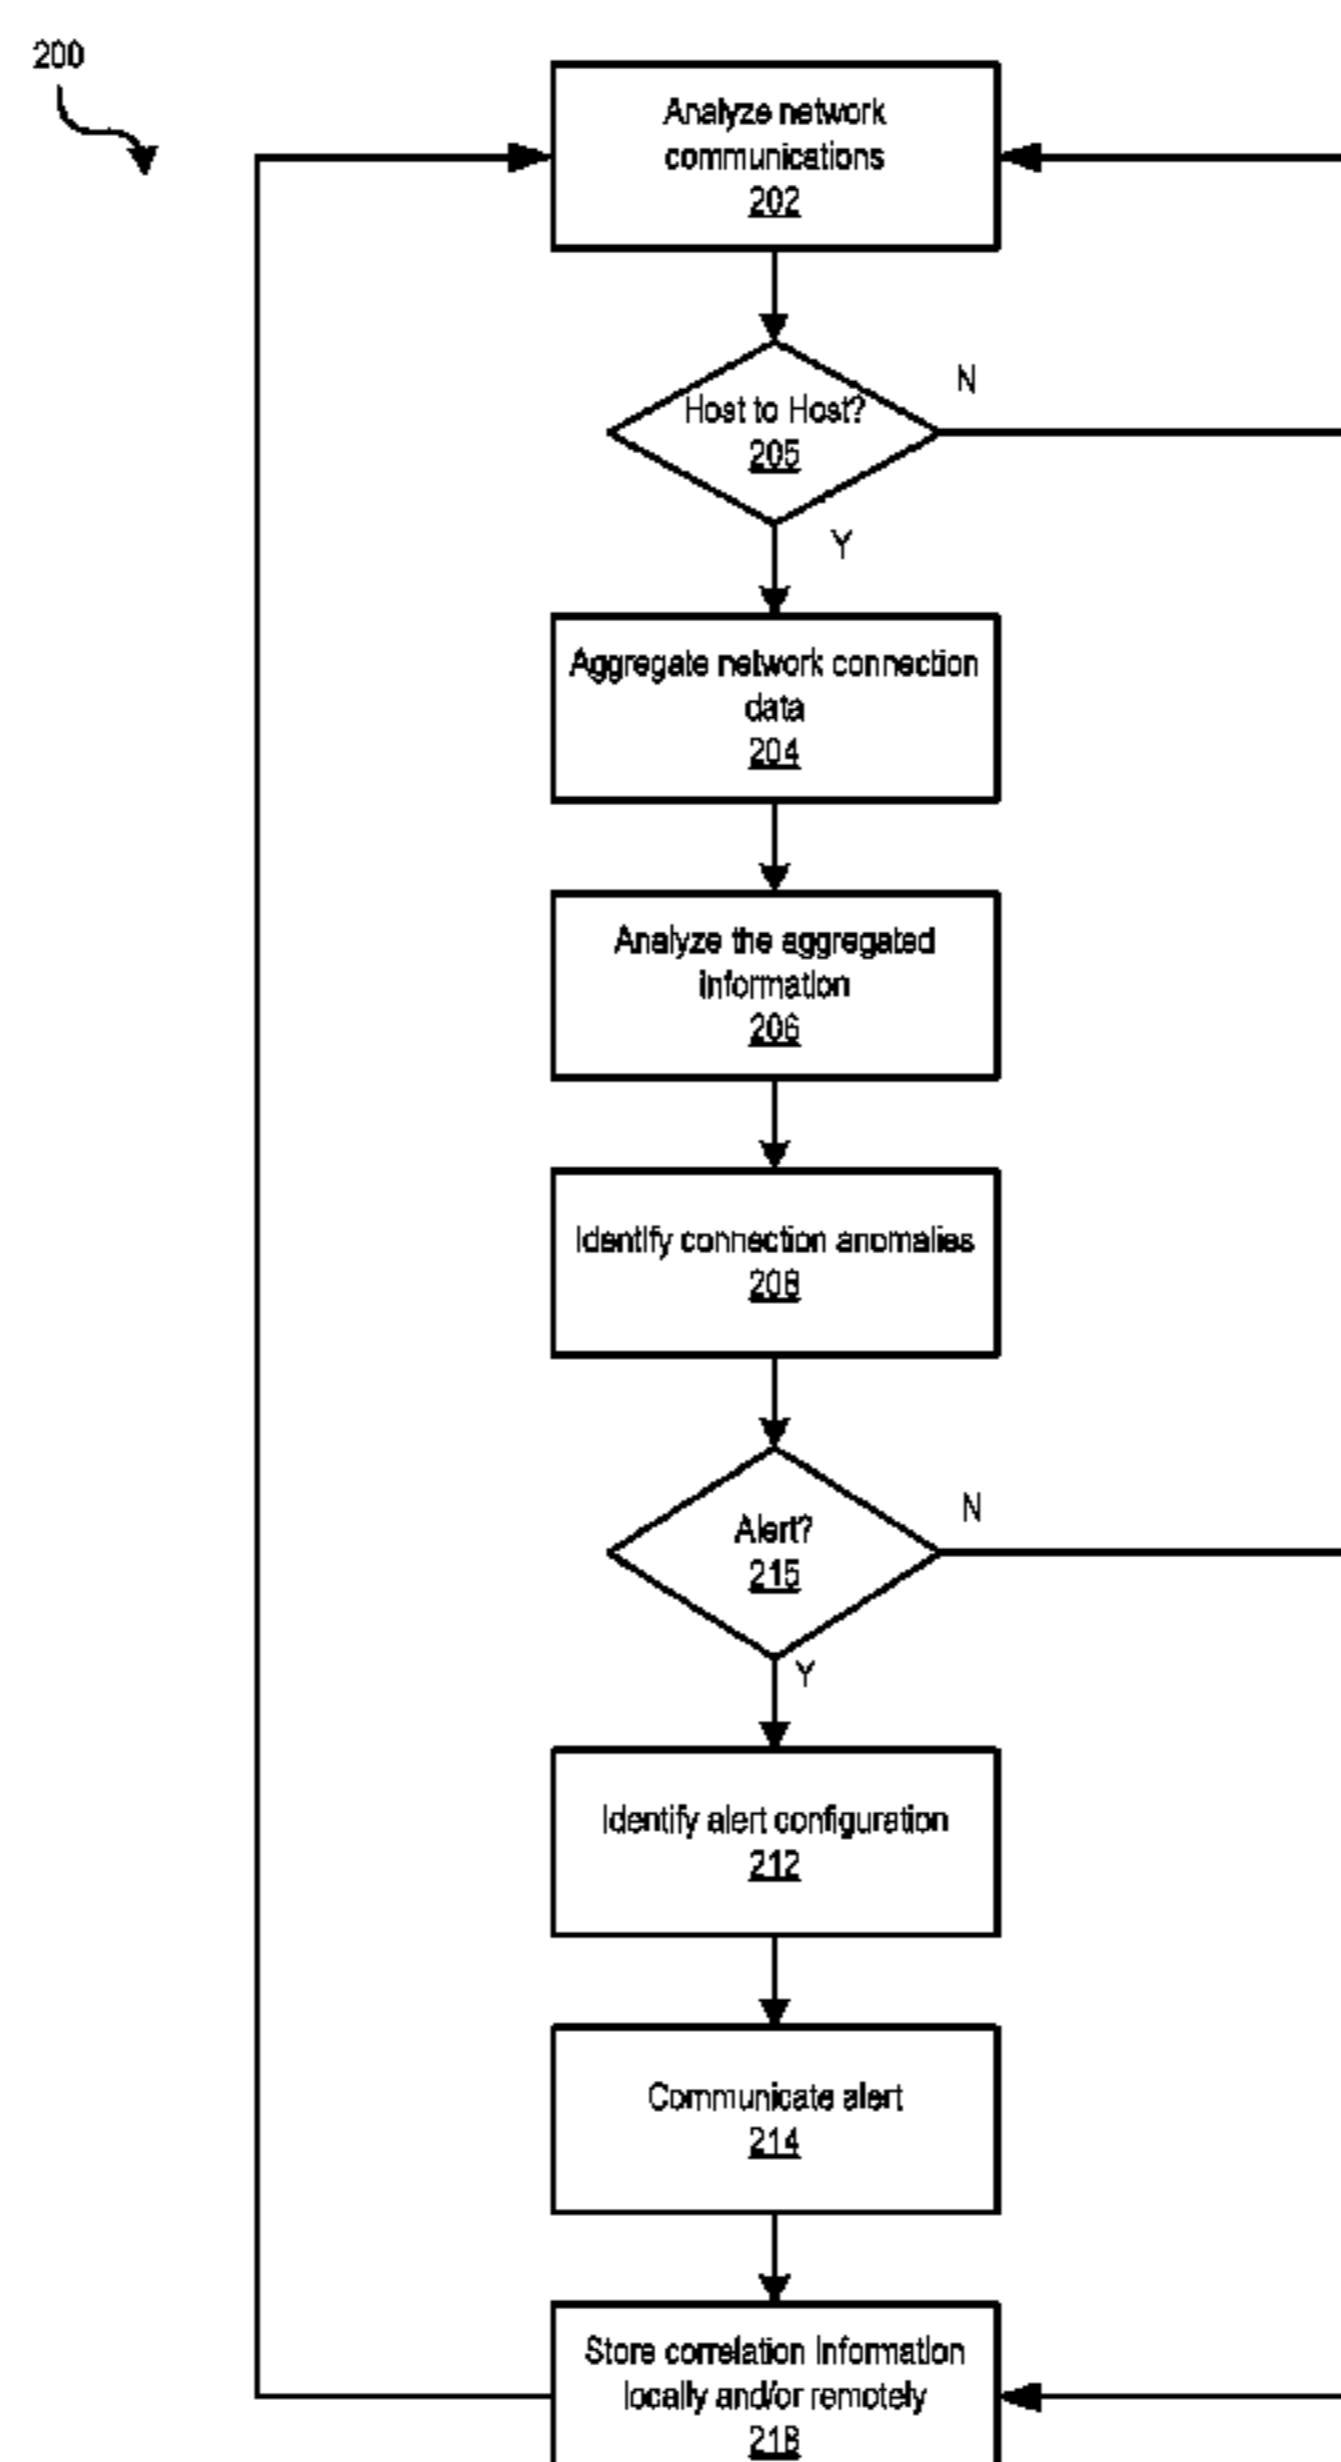 200
Analyze network
communications
202
Host to Host?
205
N
Y
Aggregate network connection
data
204
Analyze the aggregated
information
206
Identify connection anomalies
208
Alert?
215
N
Y
Identify alert configuration
212
Communicate alert
214
Store correlation information
locally and/or remotely
218